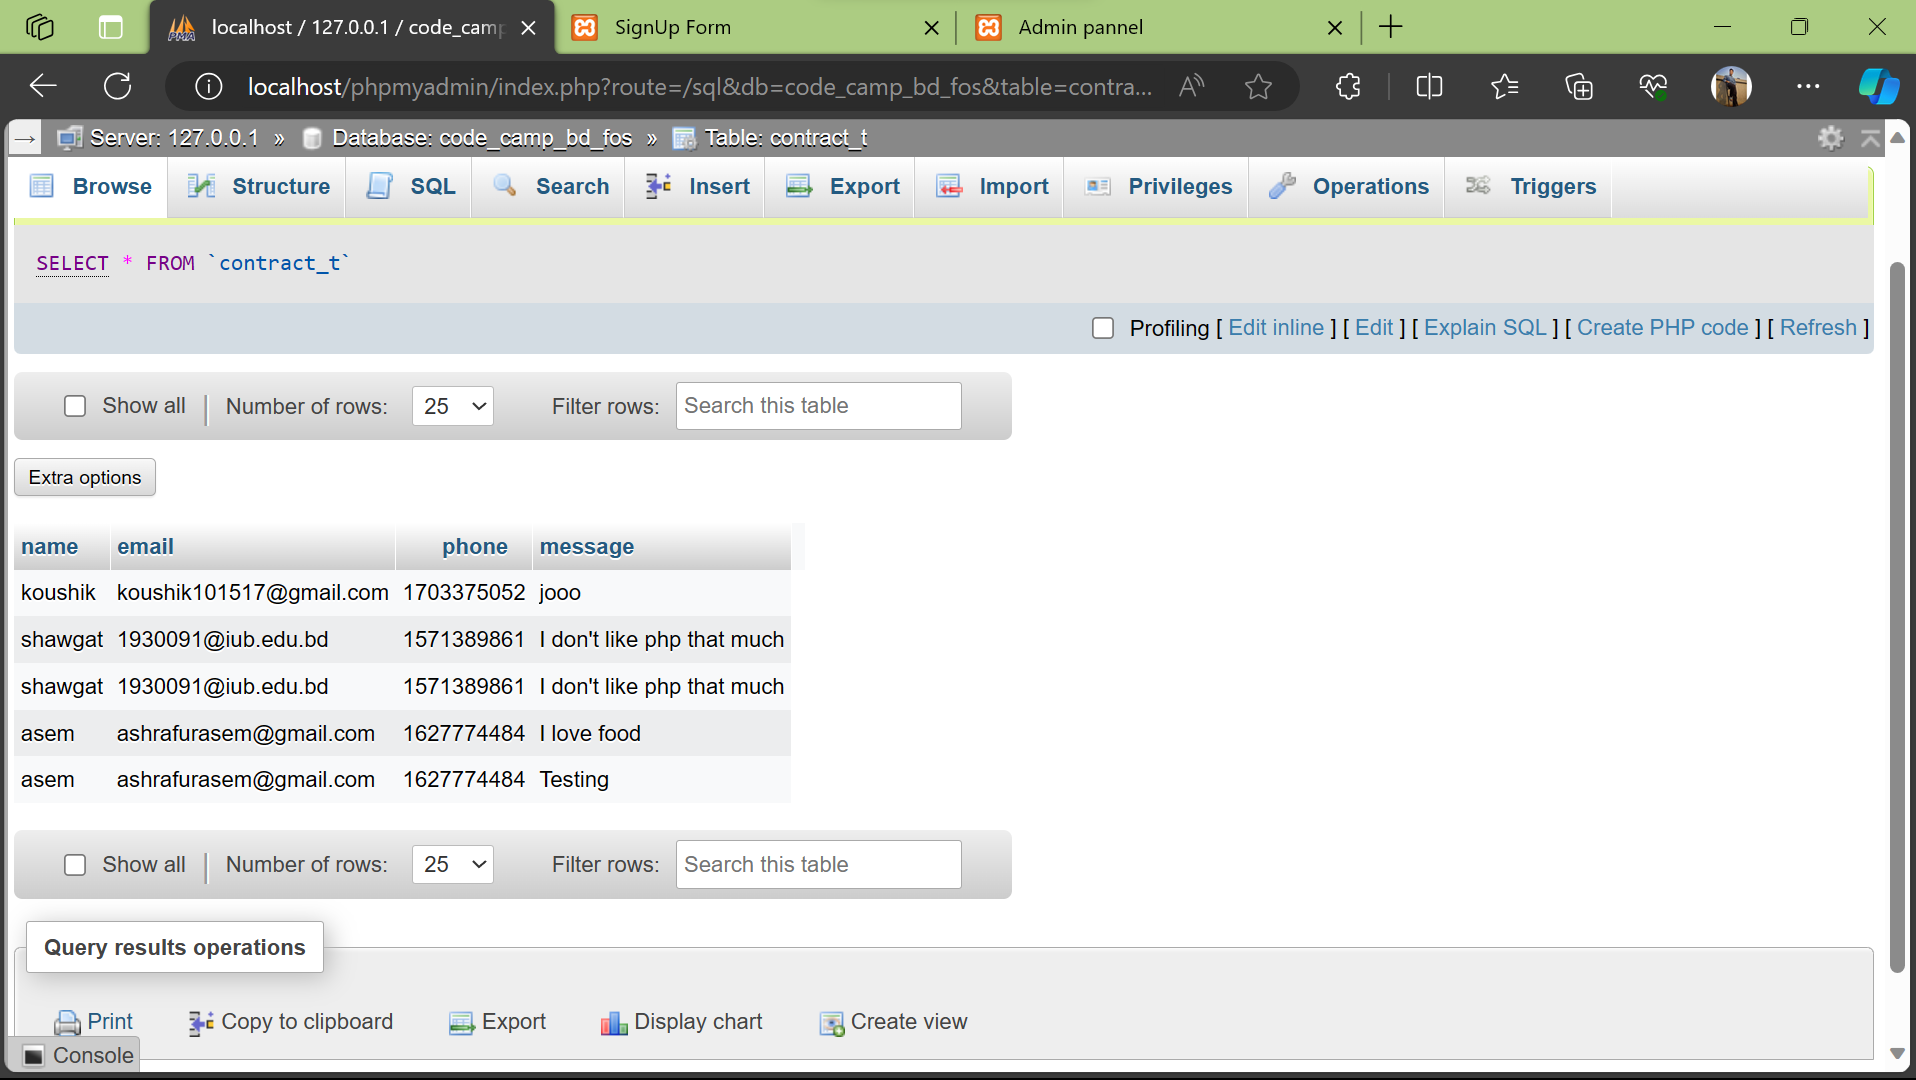 localhost / 127.0.0.1 / code_camp
SignUp Form
Admin pannel
localhost/phpmyadmin/index.php?route=/sql&db=code_camp_bd_fos&table=contra...
Server: 127.0.0.1 » Database: code_camp_bd_fos » Table: contract_t
Browse Structure SQL Search Insert Export Import Privileges Operations Triggers
SELECT * FROM `contract_t`
Profiling [ Edit inline ] [ Edit ] [ Explain SQL ] [ Create PHP code ] [ Refresh ]
Show all | Number of rows: 25 Filter rows: Search this table
Extra options
name email phone message
koushik koushik101517@gmail.com 1703375052 jooo
shawgat 1930091@iub.edu.bd 1571389861 I don't like php that much
shawgat 1930091@iub.edu.bd 1571389861 I don't like php that much
asem ashrafurasem@gmail.com 1627774484 I love food
asem ashrafurasem@gmail.com 1627774484 Testing
Show all | Number of rows: 25 Filter rows: Search this table
Query results operations
Print Copy to clipboard Export Display chart Create view
Console